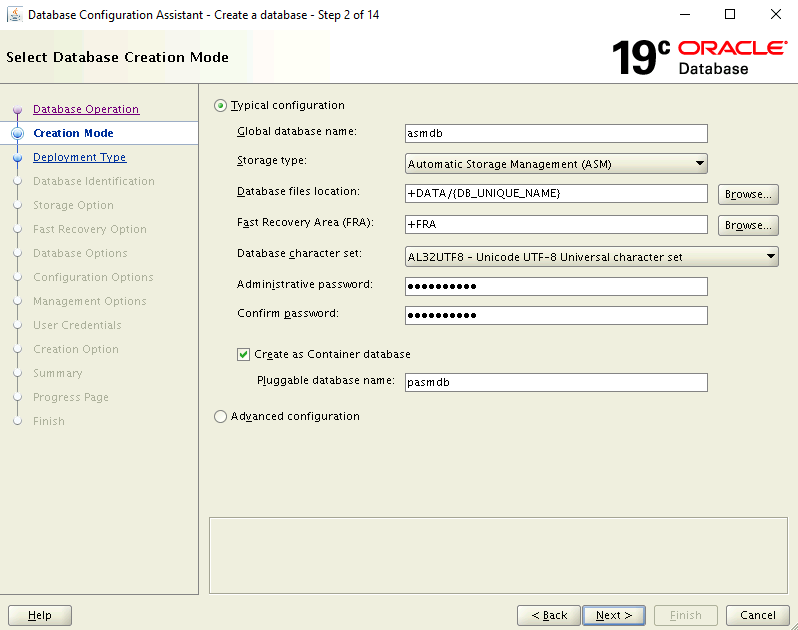 Database Configuration Assistant - Create a database - Step 2 of 14
Select Database Creation Mode
19c ORACLE
Database
Database Operation
Creation Mode
Deployment Type
Database Identification
Storage Option
Fast Recovery Option
Database Options
Configuration Options
Management Options
User Credentials
Creation Option
Summary
Progress Page
Finish
Typical configuration
Global database name: asmdb
Storage type: Automatic Storage Management (ASM)
Database files location: +DATA/{DB_UNIQUE_NAME} Browse...
Fast Recovery Area (FRA): +FRA Browse...
Database character set: AL32UTF8 - Unicode UTF-8 Universal character set
Administrative password: ●●●●●●●●●●
Confirm password: ●●●●●●●●●●
Create as Container database
Pluggable database name: pasmdb
Advanced configuration
Help < Back Next > Finish Cancel